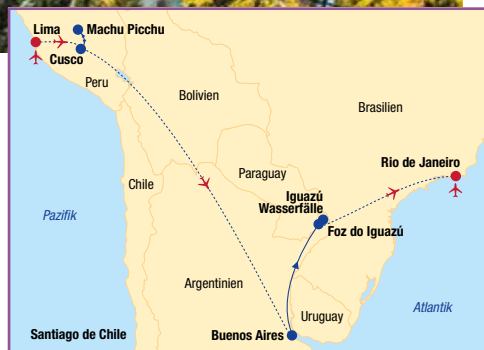 Lima
Machu Picchu
Cusco
Peru
Bolivien
Brasilien
Rio de Janeiro
Paraguay
Chile
Iguazú
Wasserfälle
Foz do Iguazú
Pazifik
Argentinien
Uruguay
Atlantik
Santiago de Chile
Buenos Aires